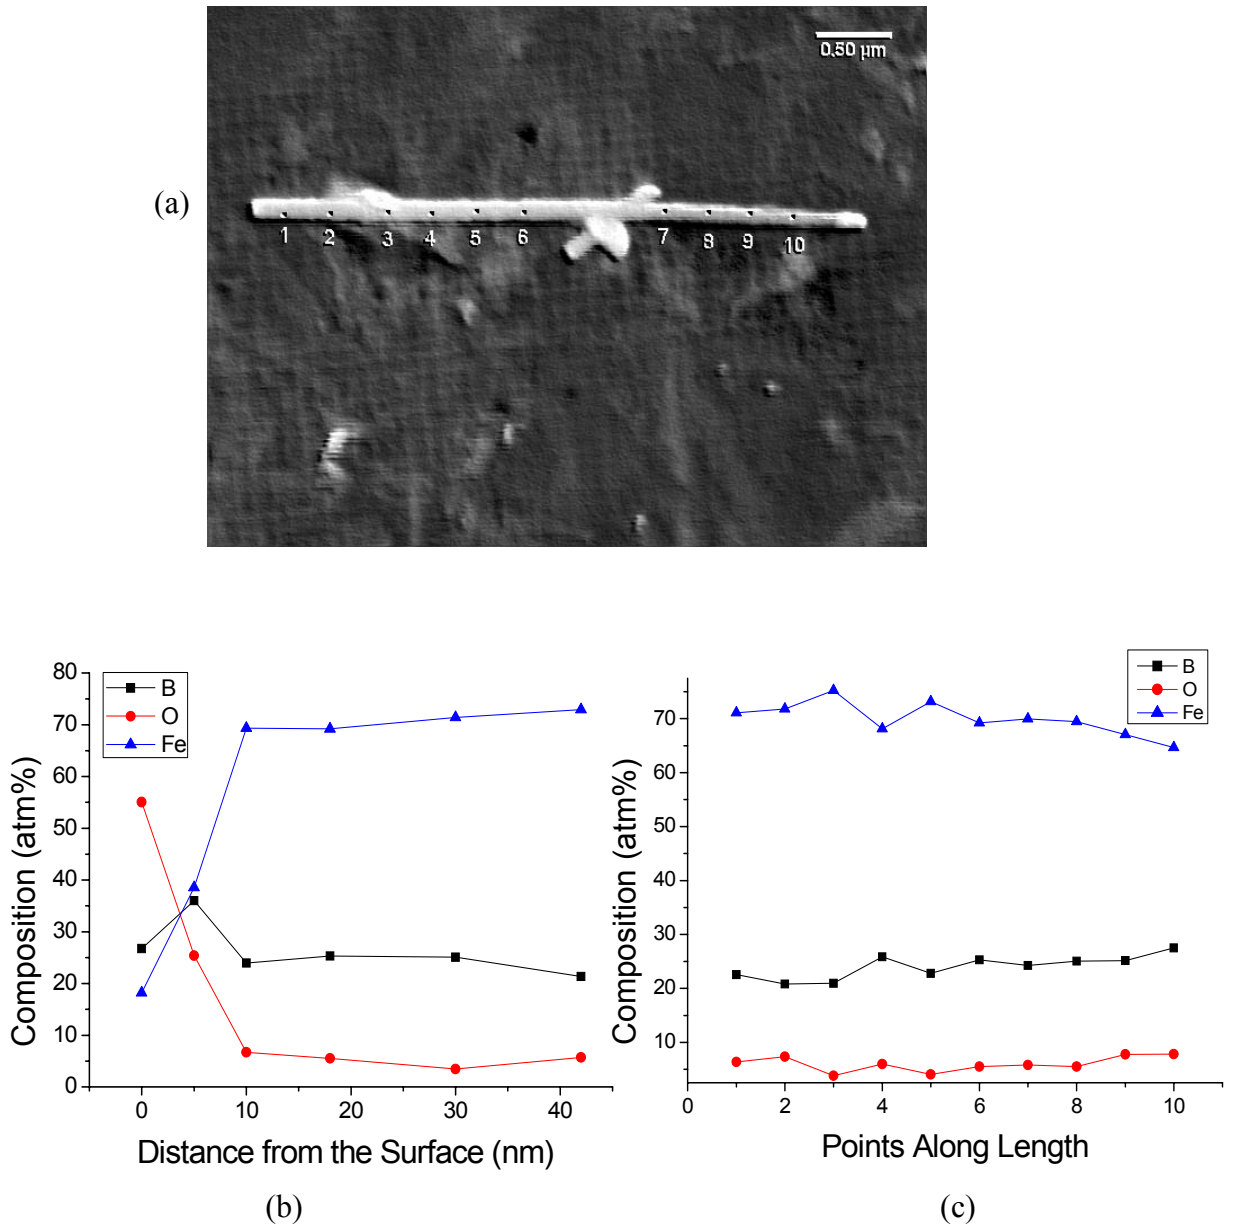 0.50 µm
(a)
1 2 3 4 5 6 7 8 9 10
B
O
Fe
80
70
60
50
40
30
20
10
0
0 10 20 30 40
Composition (atm%)
Distance from the Surface (nm)
(b)
B
O
Fe
70
60
50
40
30
20
10
0 2 4 6 8 10
Composition (atm%)
Points Along Length
(c)